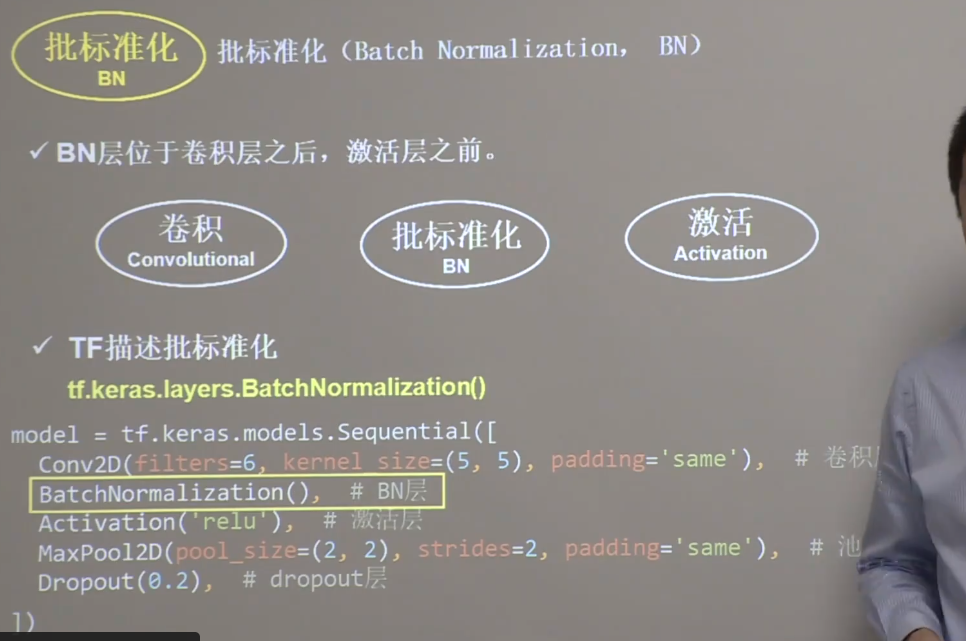 批标准化
BN
批标准化（Batch Normalization， BN）
✓ BN层位于卷积层之后，激活层之前。
卷积
Convolutional
批标准化
BN
激活
Activation
✓ TF描述批标准化
tf.keras.layers.BatchNormalization()
model = tf.keras.models.Sequential([
Conv2D(filters=6, kernel_size=(5, 5), padding='same'), # 卷积
BatchNormalization(), # BN层
Activation('relu'), # 激活层
MaxPool2D(pool_size=(2, 2), strides=2, padding='same'), # 池
Dropout(0.2), # dropout层
])